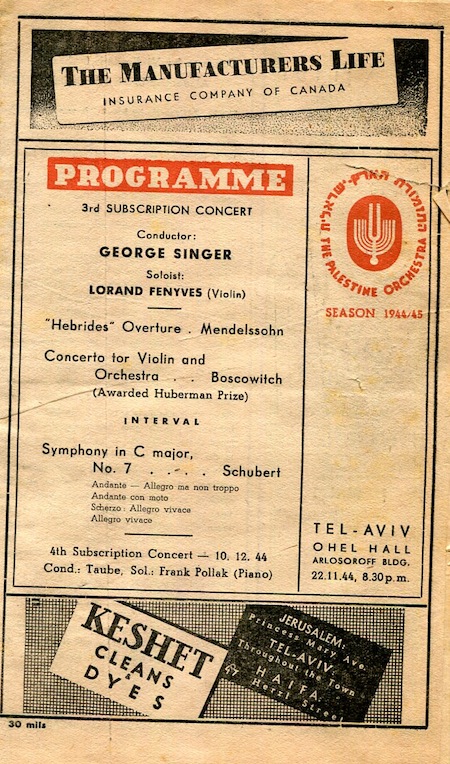 THE MANUFACTURERS LIFE
INSURANCE COMPANY OF CANADA
PROGRAMME
3rd SUBSCRIPTION CONCERT
Conductor:
GEORGE SINGER
Soloist:
LORAND FENYVES (Violin)
"Hebrides" Overture . Mendelssohn
Concerto tor Violin and
Orchestra . . Boscowitch
(Awarded Huberman Prize)
INTERVAL
Symphony in C major,
No. 7 . . . . Schubert
Andante — Allegro ma non troppo
Andante con moto
Scherzo: Allegro vivace
Allegro vivace
4th Subscription Concert — 10. 12. 44
Cond.: Taube, Sol.: Frank Pollak (Piano)
התזמורת הארץ-ישראלית
THE PALESTINE ORCHESTRA
SEASON 1944/45
TEL-AVIV
OHEL HALL
ARLOSOROFF BLDG.
22.11.44, 8.30 p.m.
KESHET
CLEANS
DYES
JERUSALEM:
Princess Mary Ave.
TEL-AVIV
Throughout the Town
HAIFA
47 Herzl Street
30 mils